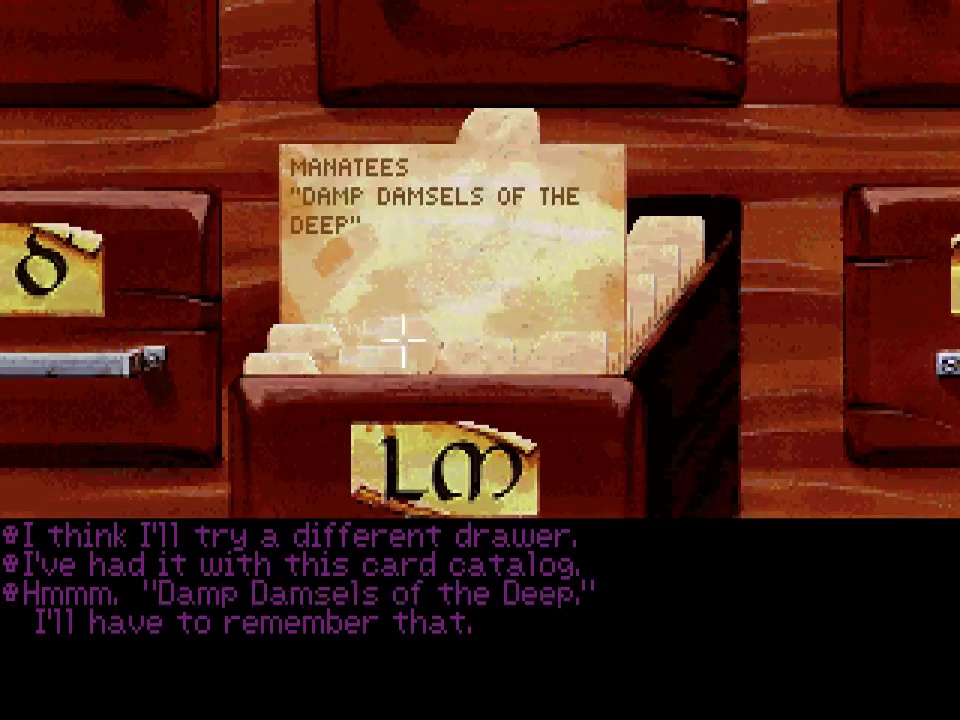 MANATEES
"DAMP DAMSELS OF THE
DEEP"
LM
I think I'll try a different drawer.
I've had it with this card catalog.
Hmmm. "Damp Damsels of the Deep."
I'll have to remember that.